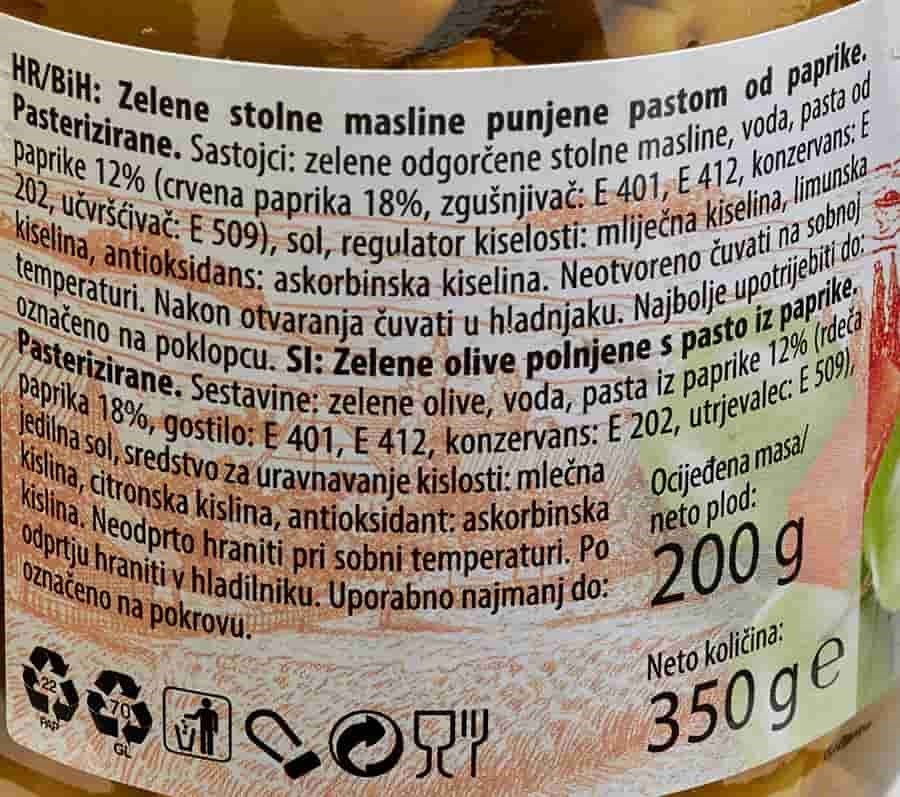 HR/BiH: Zelene stolne masline punjene pastom od paprike.
Pasterizirane. Sastojci: zelene odgorčene stolne masline, voda, pasta od
paprike 12% (crvena paprika 18%, zgušnjivač: E 401, E 412, konzervans: E
202, učvršćivač: E 509), sol, regulator kiselosti: mliječna kiselina, limunska
kiselina, antioksidans: askorbinska kiselina. Neotvoreno čuvati na sobnoj
temperaturi. Nakon otvaranja čuvati u hladnjaku. Najbolje upotrijebiti do:
označeno na poklopcu. SI: Zelene olive polnjene s pasto iz paprike.
Pasterizirane. Sestavine: zelene olive, voda, pasta iz paprike 12% (rdeča
paprika 18%, gostilo: E 401, E 412, konzervans: E 202, utrjevalec: E 509),
jedilna sol, sredstvo za uravnavanje kislosti: mlečna
kislina, citronska kislina, antioksidant: askorbinska
kislina. Neodprto hraniti pri sobni temperaturi. Po
odprtju hraniti v hladilniku. Uporabno najmanj do:
označeno na pokrovu.
Ocijeđena masa/
neto plod:
200 g
Neto količina:
350 g e
22
PAP
70
GL